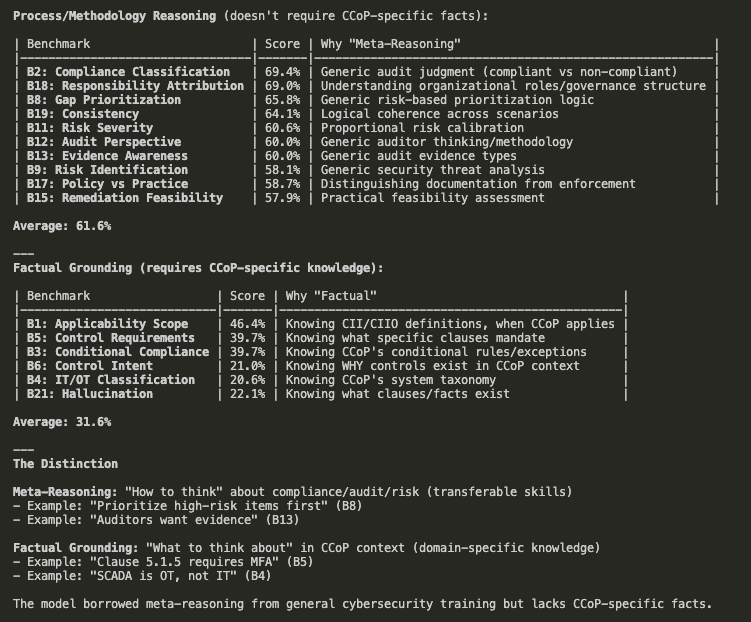 Process/Methodology Reasoning (doesn't require CCoP-specific facts):
| Benchmark | Score | Why "Meta-Reasoning" |
| B2: Compliance Classification | 69.4% | Generic audit judgment (compliant vs non-compliant) |
| B18: Responsibility Attribution | 69.0% | Understanding organizational roles/governance structure |
| B8: Gap Prioritization | 65.8% | Generic risk-based prioritization logic |
| B19: Consistency | 64.1% | Logical coherence across scenarios |
| B11: Risk Severity | 60.6% | Proportional risk calibration |
| B12: Audit Perspective | 60.0% | Generic auditor thinking/methodology |
| B13: Evidence Awareness | 60.0% | Generic audit evidence types |
| B9: Risk Identification | 58.1% | Generic security threat analysis |
| B17: Policy vs Practice | 58.7% | Distinguishing documentation from enforcement |
| B15: Remediation Feasibility | 57.9% | Practical feasibility assessment |
Average: 61.6%
———
Factual Grounding (requires CCoP-specific knowledge):
| Benchmark | Score | Why "Factual" |
| B1: Applicability Scope | 46.4% | Knowing CII/CIIO definitions, when CCoP applies |
| B5: Control Requirements | 39.7% | Knowing what specific clauses mandate |
| B3: Conditional Compliance | 39.7% | Knowing CCoP's conditional rules/exceptions |
| B6: Control Intent | 21.0% | Knowing WHY controls exist in CCoP context |
| B4: IT/OT Classification | 20.6% | Knowing CCoP's system taxonomy |
| B21: Hallucination | 22.1% | Knowing what clauses/facts exist |
Average: 31.6%
———
The Distinction
Meta-Reasoning: "How to think" about compliance/audit/risk (transferable skills)
- Example: "Prioritize high-risk items first" (B8)
- Example: "Auditors want evidence" (B13)
Factual Grounding: "What to think about" in CCoP context (domain-specific knowledge)
- Example: "Clause 5.1.5 requires MFA" (B5)
- Example: "SCADA is OT, not IT" (B4)
The model borrowed meta-reasoning from general cybersecurity training but lacks CCoP-specific facts.